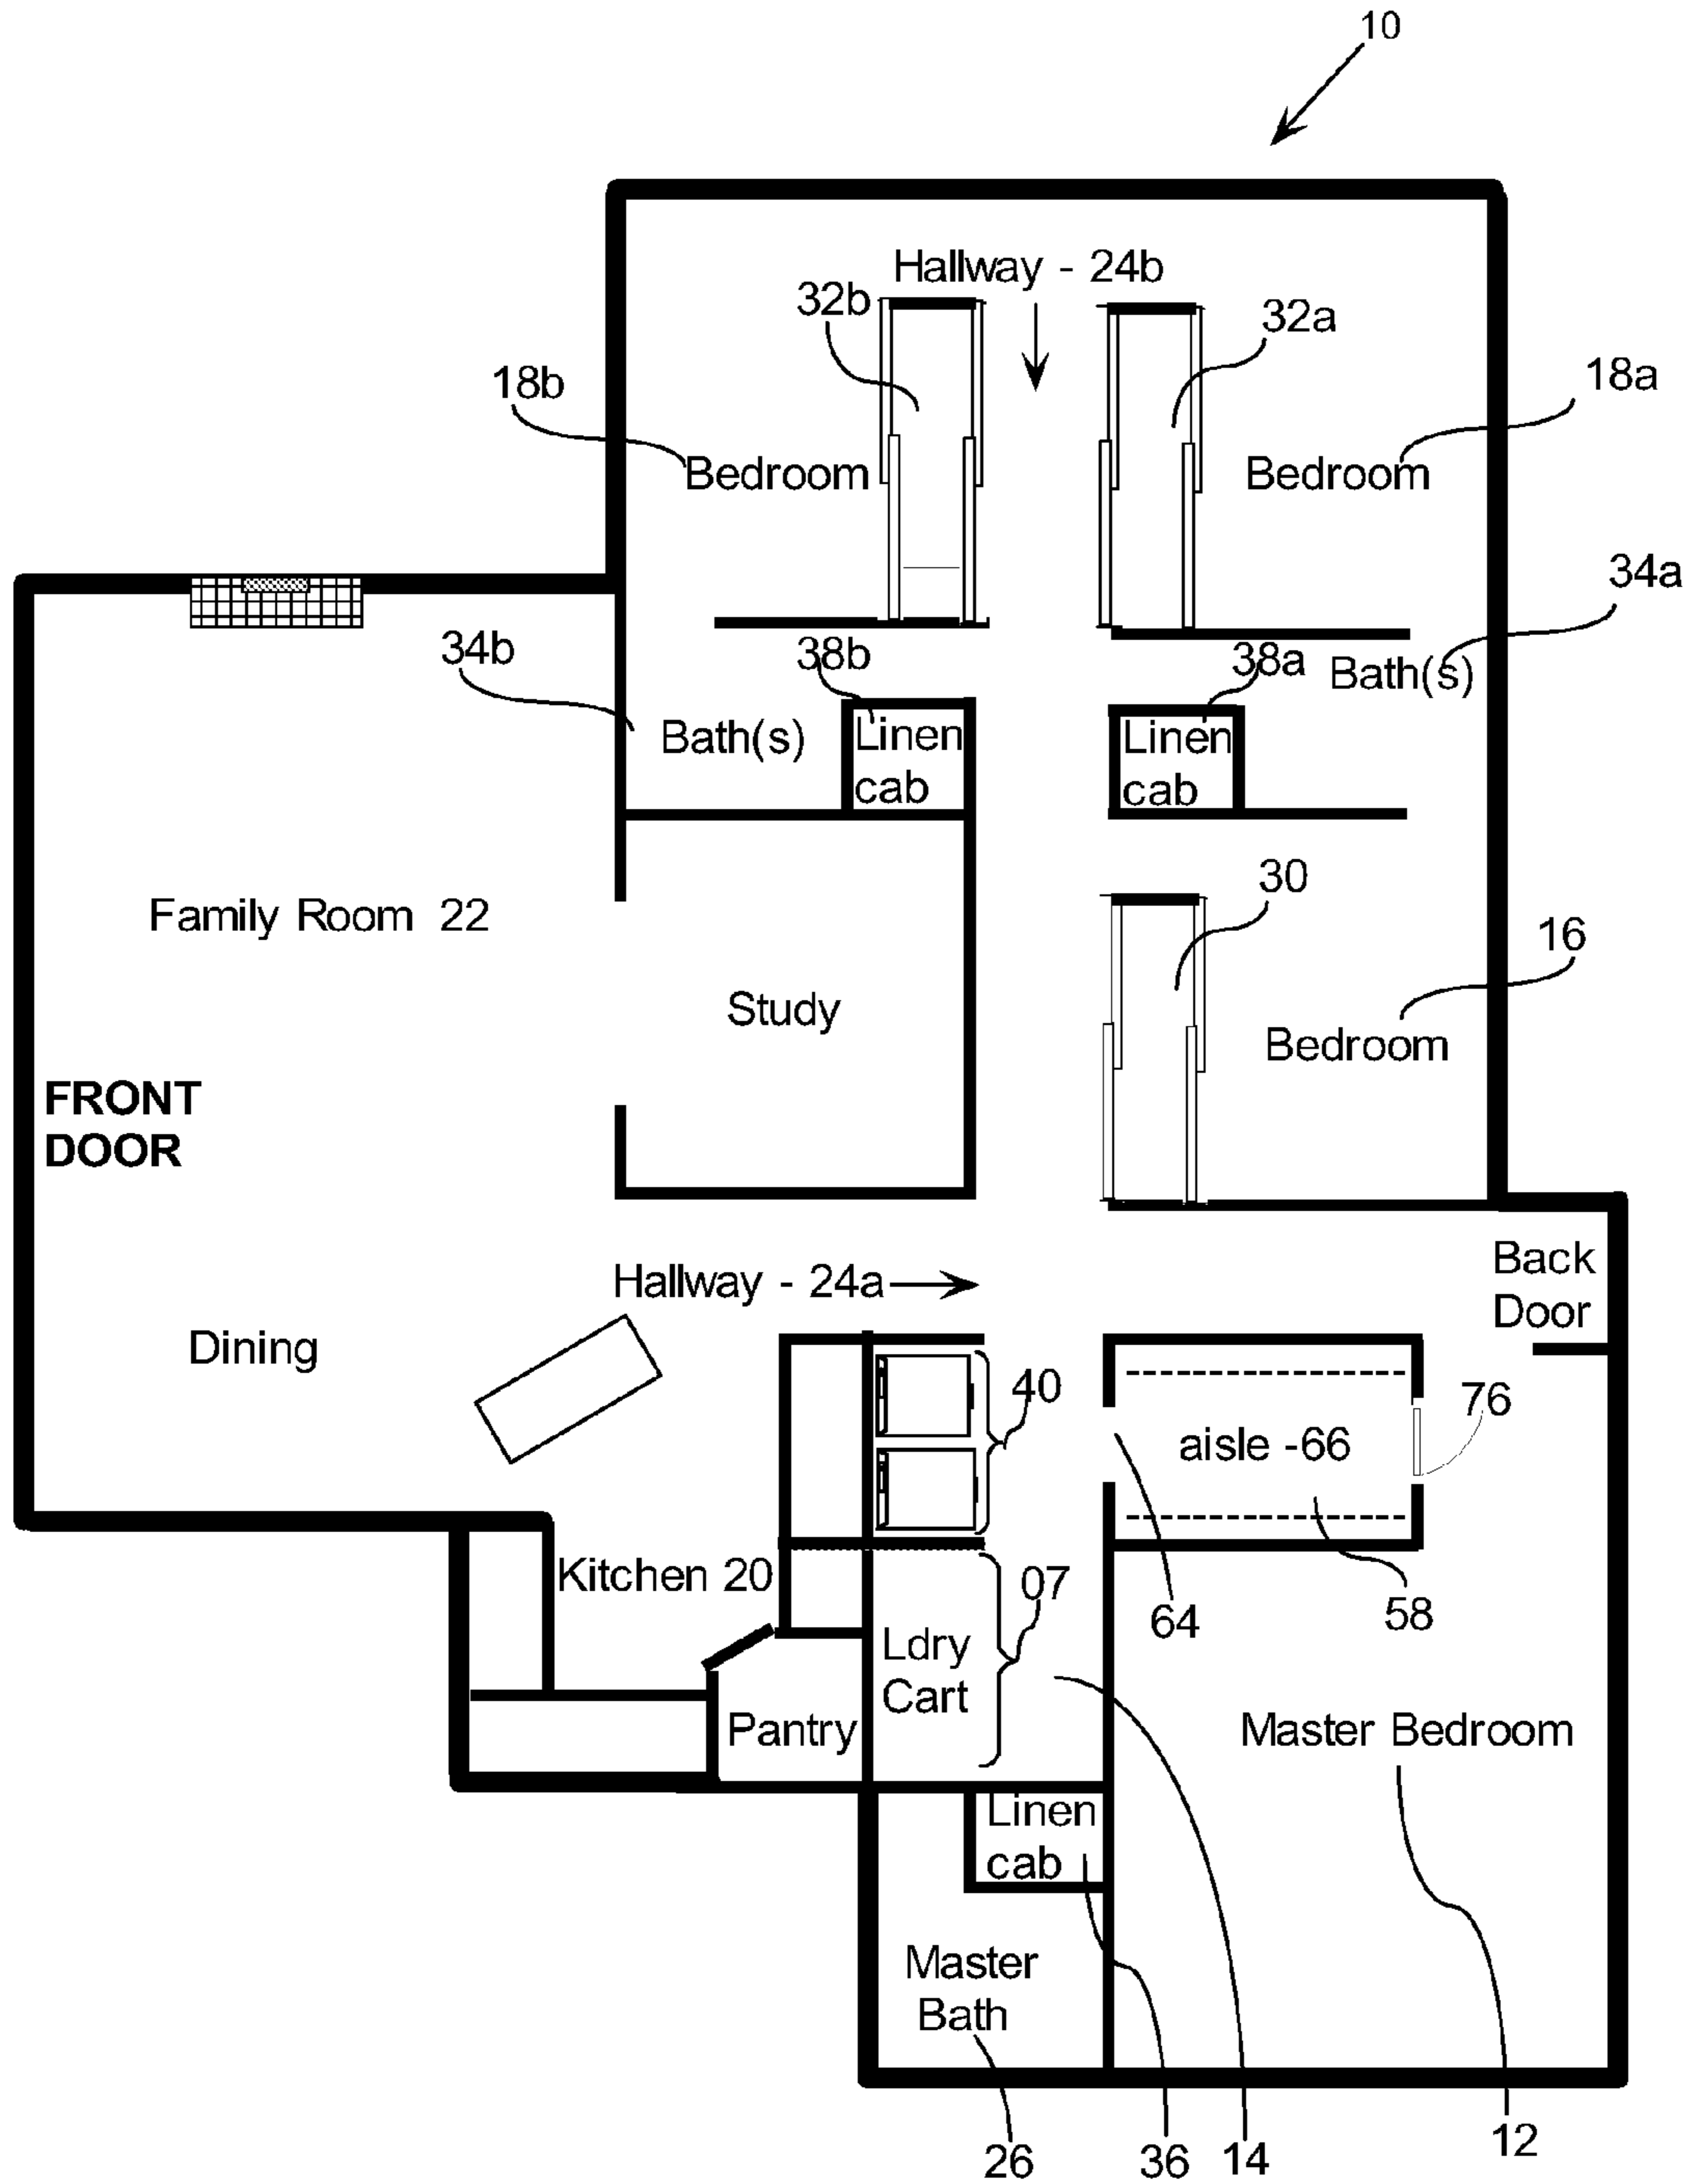 10
Hallway - 24b
32b
32a
18b
18a
Bedroom
Bedroom
34a
34b
38b
38a
Bath(s)
Bath(s)
Linen
cab
Linen
cab
30
Family Room 22
16
Study
Bedroom
FRONT
DOOR
Back
Door
Hallway - 24a
Dining
40
76
aisle -66
Kitchen 20
07
64
58
Ldry
Cart
Pantry
Master Bedroom
Linen
cab
Master
Bath
26
36
14
12